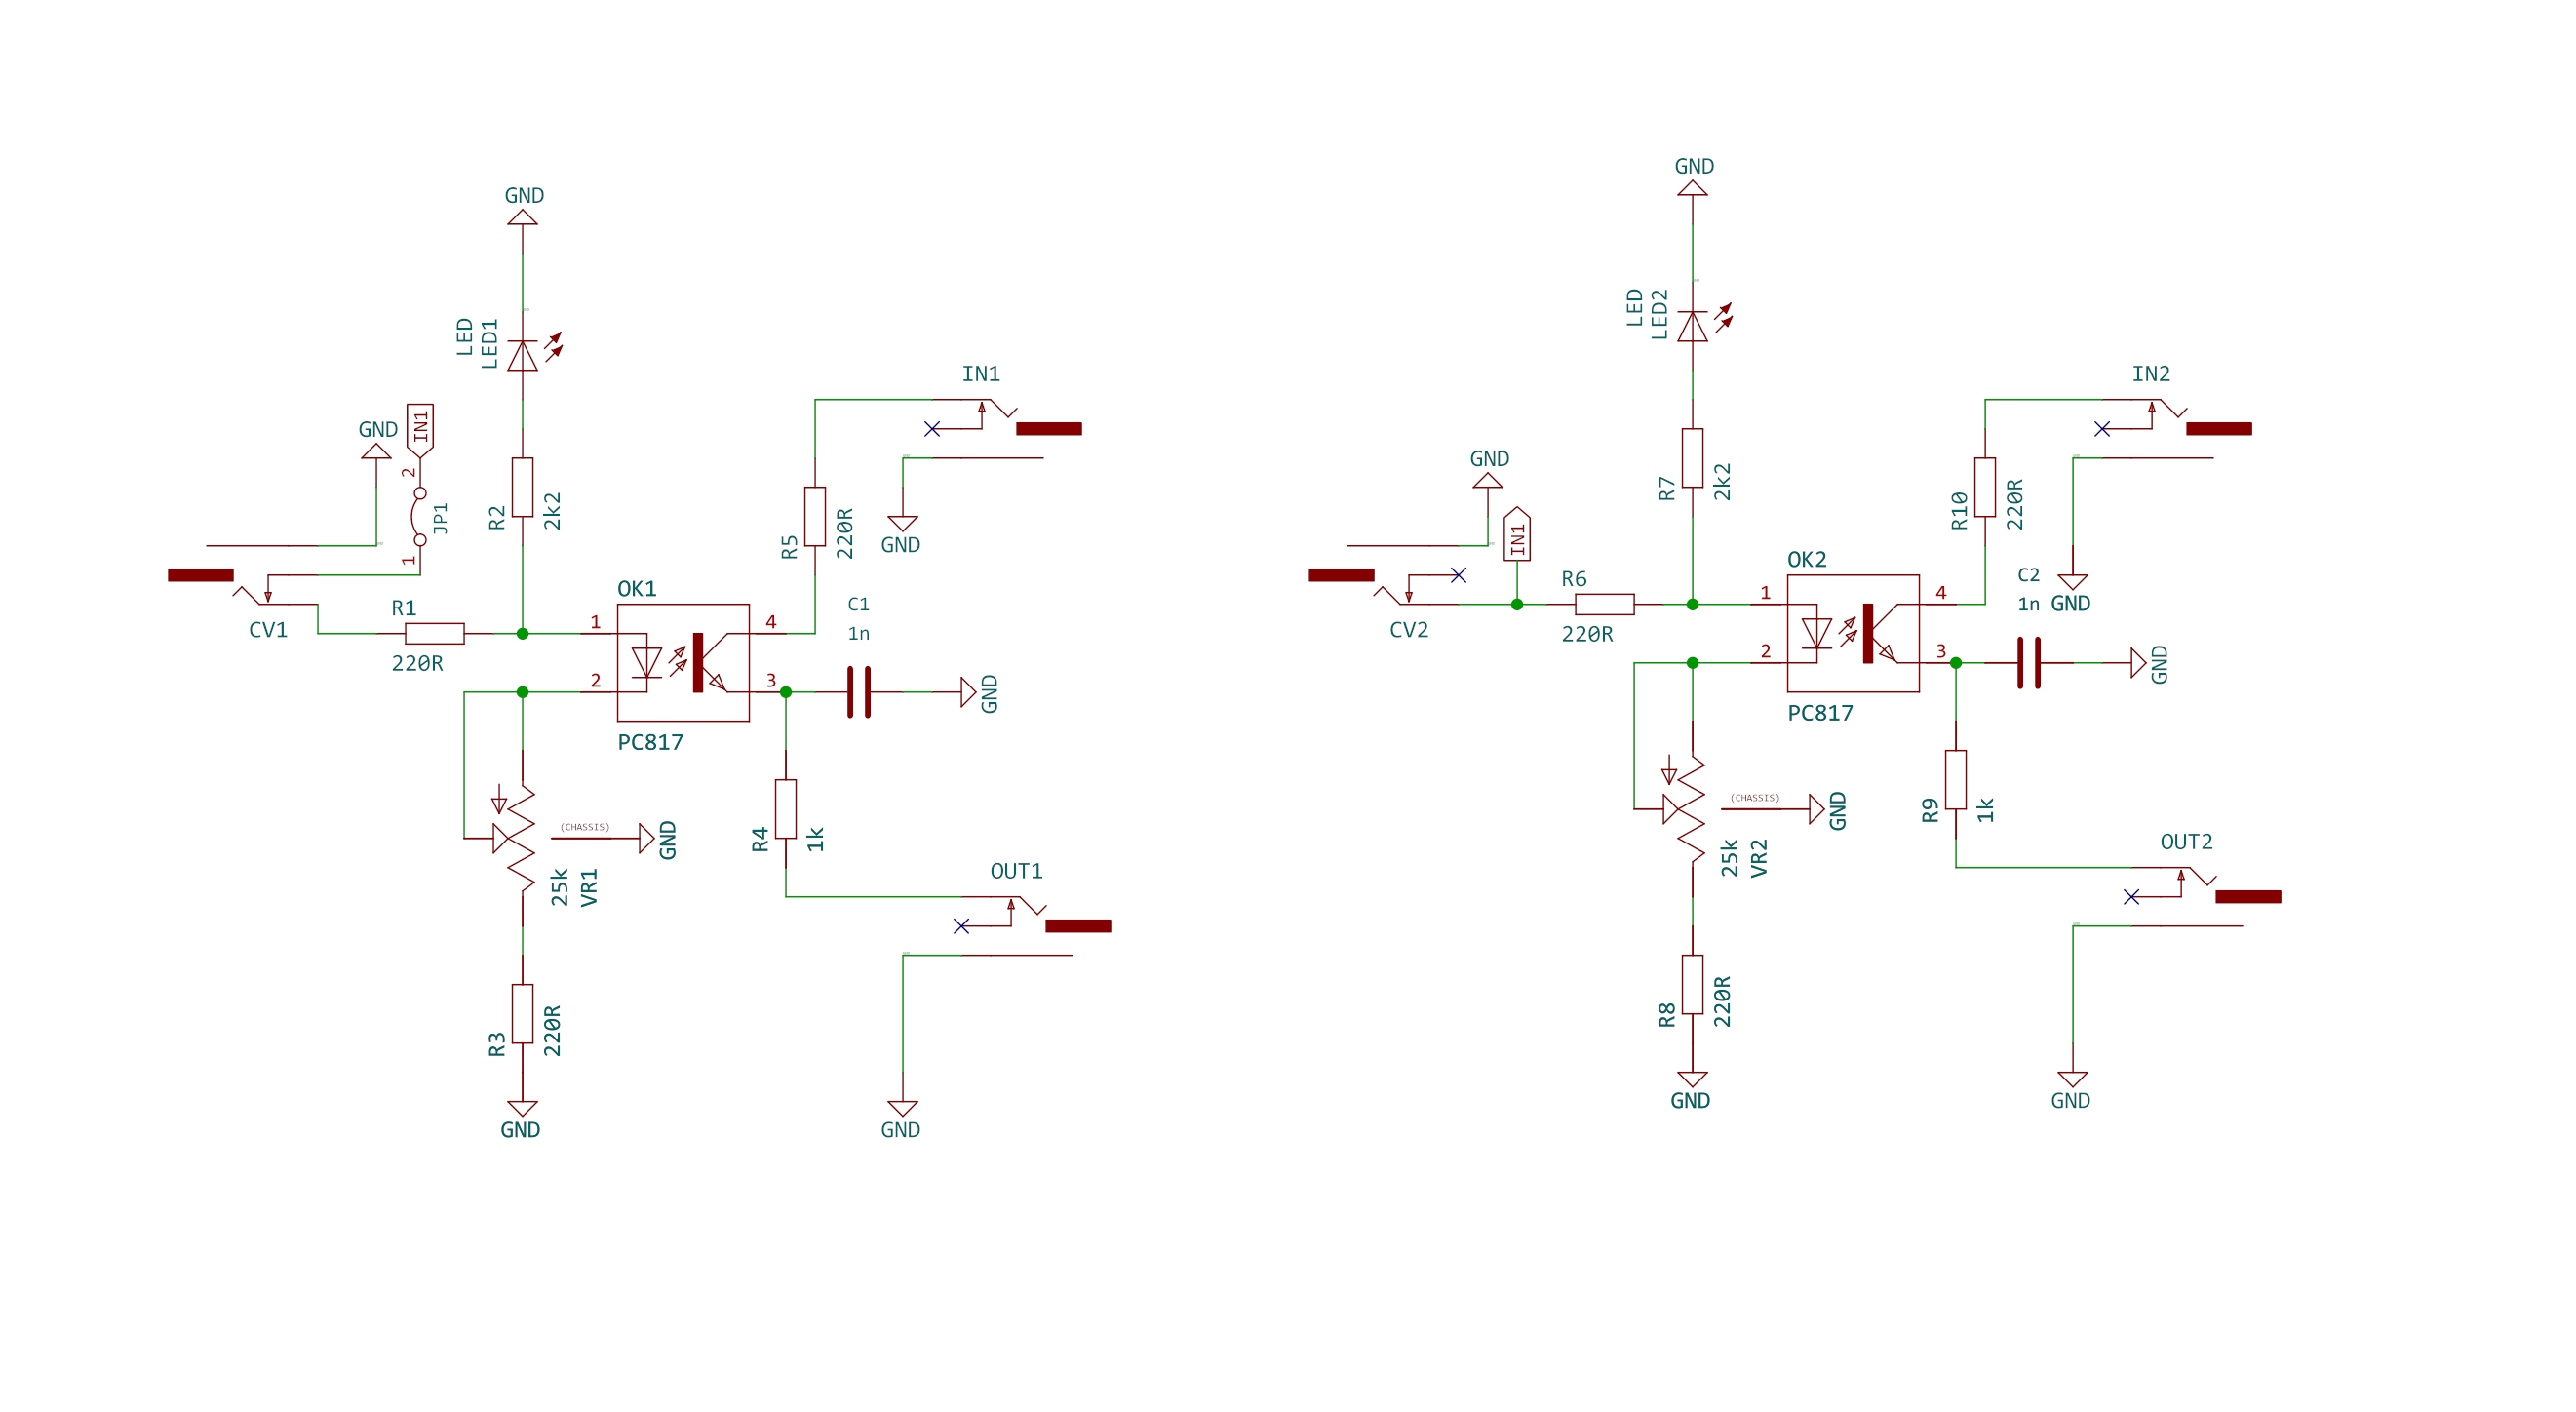 GND
LED
LED1
GND
IN1
2
JP1
1
R2
2k2
CV1
R1
220R
IN1
R5
220R
GND
OK1
1
2
4
3
PC817
C1
1n
GND
(CHASSIS)
GND
25k
VR1
R4
1k
OUT1
R3
220R
GND
GND
GND
LED
LED2
GND
IN1
R7
2k2
CV2
R6
220R
IN2
R10
220R
OK2
1
2
4
3
PC817
C2
1n
GND
GND
(CHASSIS)
GND
25k
VR2
R9
1k
OUT2
R8
220R
GND
GND